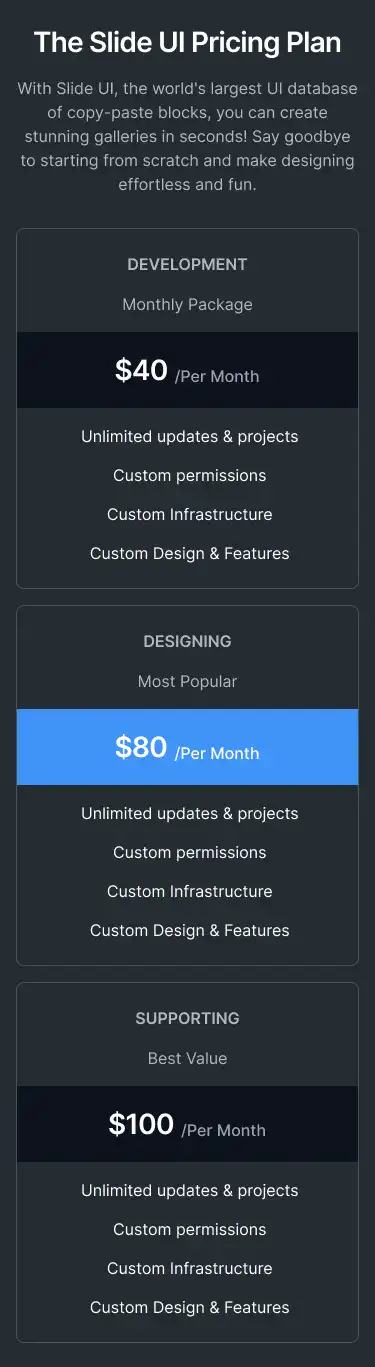 The Slide UI Pricing Plan
With Slide UI, the world's largest UI database
of copy-paste blocks, you can create
stunning galleries in seconds! Say goodbye
to starting from scratch and make designing
effortless and fun.
DEVELOPMENT
Monthly Package
$40 /Per Month
Unlimited updates & projects
Custom permissions
Custom Infrastructure
Custom Design & Features
DESIGNING
Most Popular
$80 /Per Month
Unlimited updates & projects
Custom permissions
Custom Infrastructure
Custom Design & Features
SUPPORTING
Best Value
$100 /Per Month
Unlimited updates & projects
Custom permissions
Custom Infrastructure
Custom Design & Features